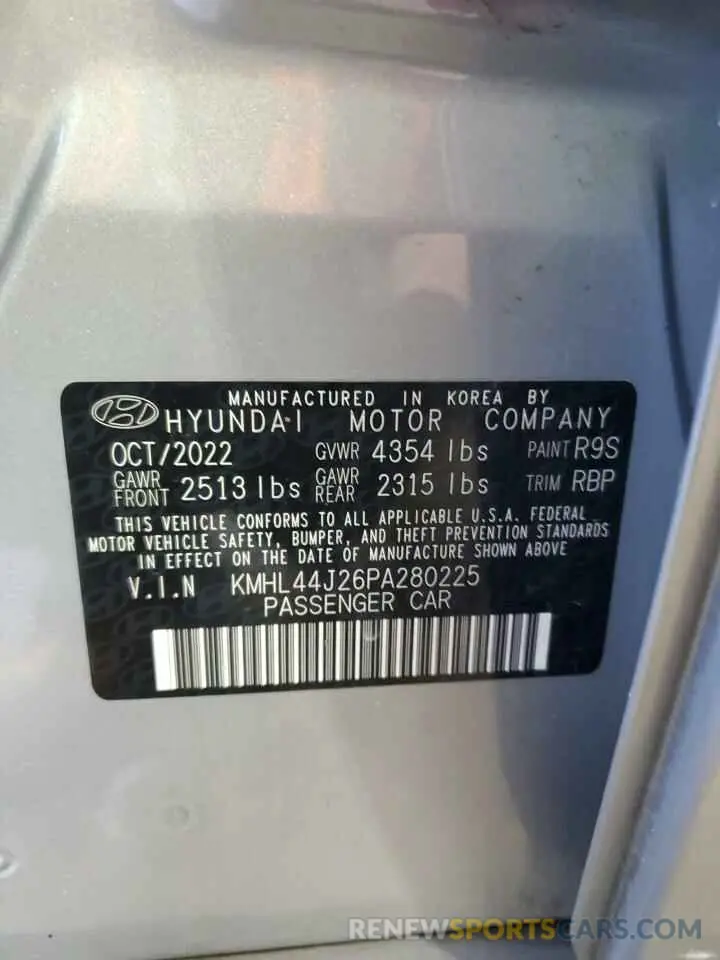 MANUFACTURED IN KOREA BY
HYUNDAI MOTOR COMPANY
OCT/2022 GVWR 4354 lbs PAINT R9S
GAWR FRONT 2513 lbs GAWR REAR 2315 lbs TRIM RBP
THIS VEHICLE CONFORMS TO ALL APPLICABLE U.S.A. FEDERAL
MOTOR VEHICLE SAFETY, BUMPER, AND THEFT PREVENTION STANDARDS
IN EFFECT ON THE DATE OF MANUFACTURE SHOWN ABOVE
V.I.N KMHL44J26PA280225
PASSENGER CAR
RENEWSPORTSCARS.COM